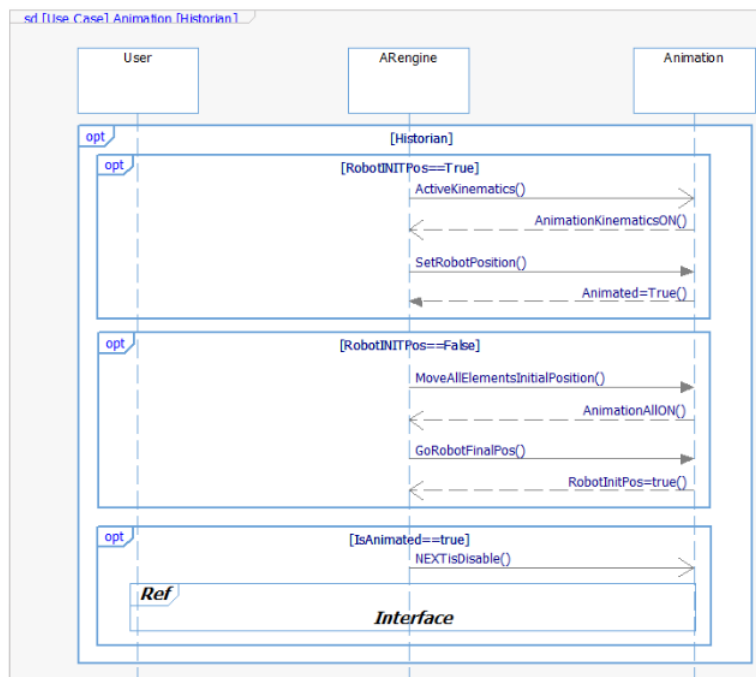 sd [Use Case] Animation [Historian]
User
ARengine
Animation
opt
[Historian]
opt
[RobotINITPos==True]
ActiveKinematics()
AnimationKinematicsON()
SetRobotPosition()
Animated=True()
opt
[RobotINITPos==False]
MoveAllElementsInitialPosition()
AnimationAllON()
GoRobotFinalPos()
RobotInitPos=true()
opt
[IsAnimated==true]
NEXTisDisable()
Ref
Interface